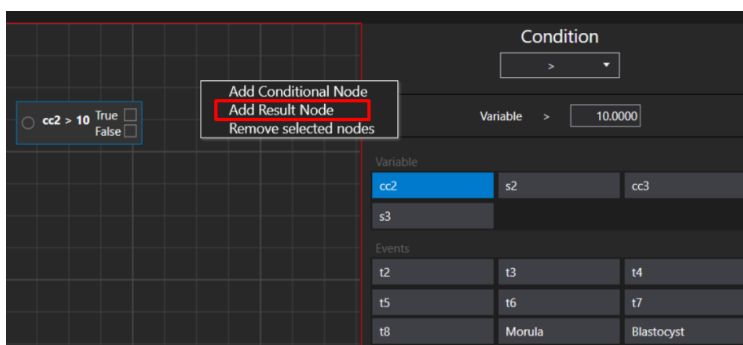 Condition
>
Add Conditional Node
Add Result Node
Remove selected nodes
cc2 > 10 True
False
Variable > 10.0000
Variable
cc2 s2 cc3
s3
Events
t2 t3 t4
t5 t6 t7
t8 Morula Blastocyst